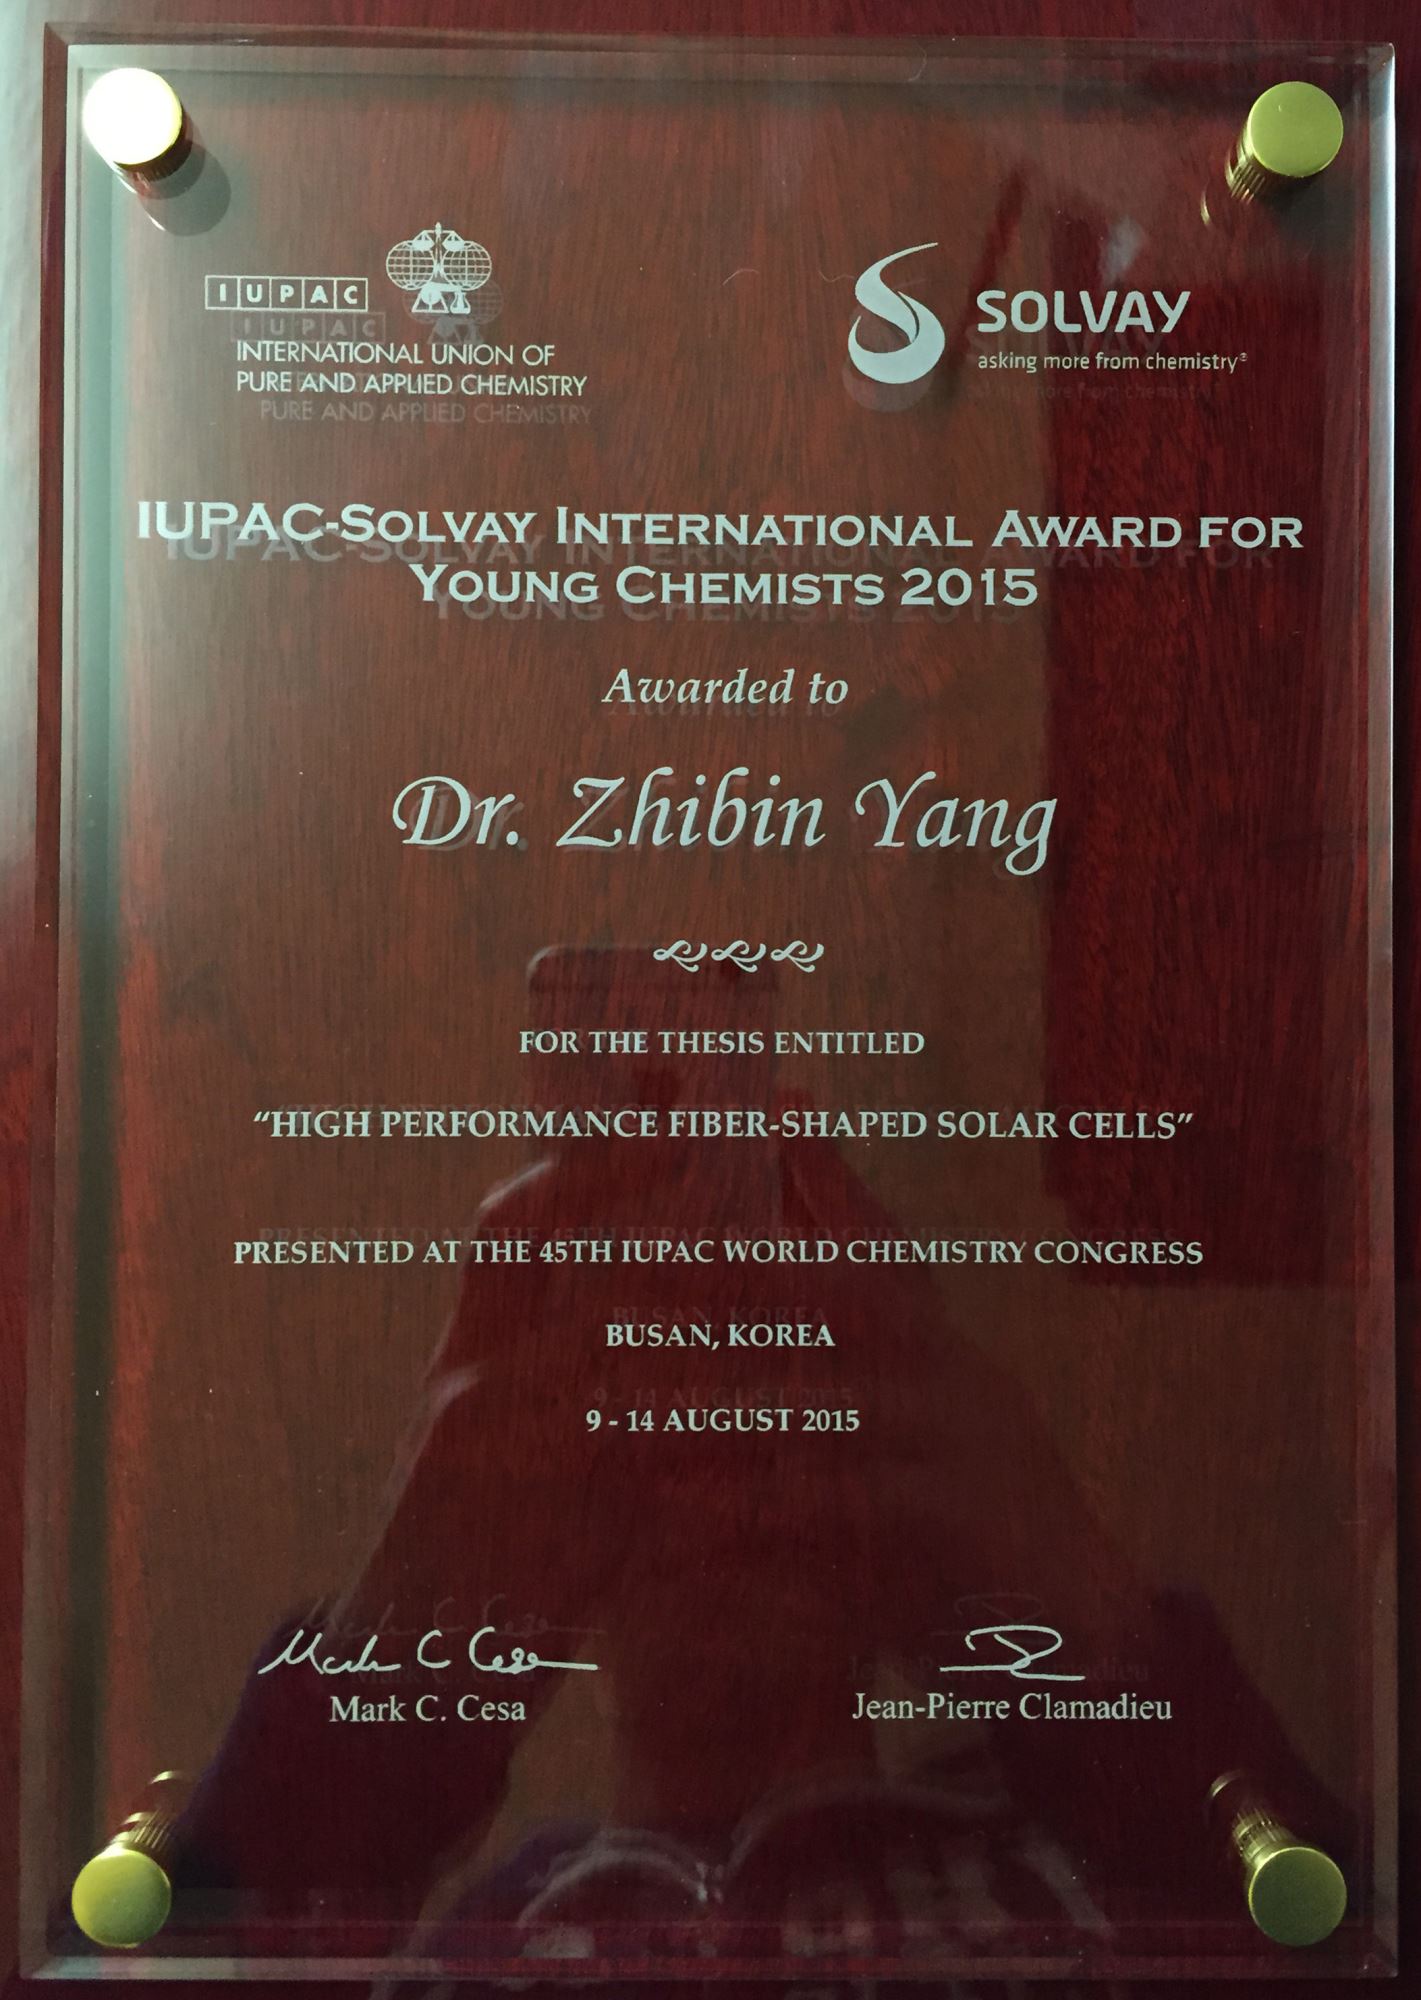 IUPAC
INTERNATIONAL UNION OF
PURE AND APPLIED CHEMISTRY
SOLVAY
asking more from chemistry®
IUPAC-SOLVAY INTERNATIONAL AWARD FOR
YOUNG CHEMISTS 2015
Awarded to
Dr. Zhibin Yang
FOR THE THESIS ENTITLED
“HIGH PERFORMANCE FIBER-SHAPED SOLAR CELLS”
PRESENTED AT THE 45TH IUPAC WORLD CHEMISTRY CONGRESS
BUSAN, KOREA
9 - 14 AUGUST 2015
Mark C Cesa
Mark C. Cesa
Jean-Pierre Clamadieu